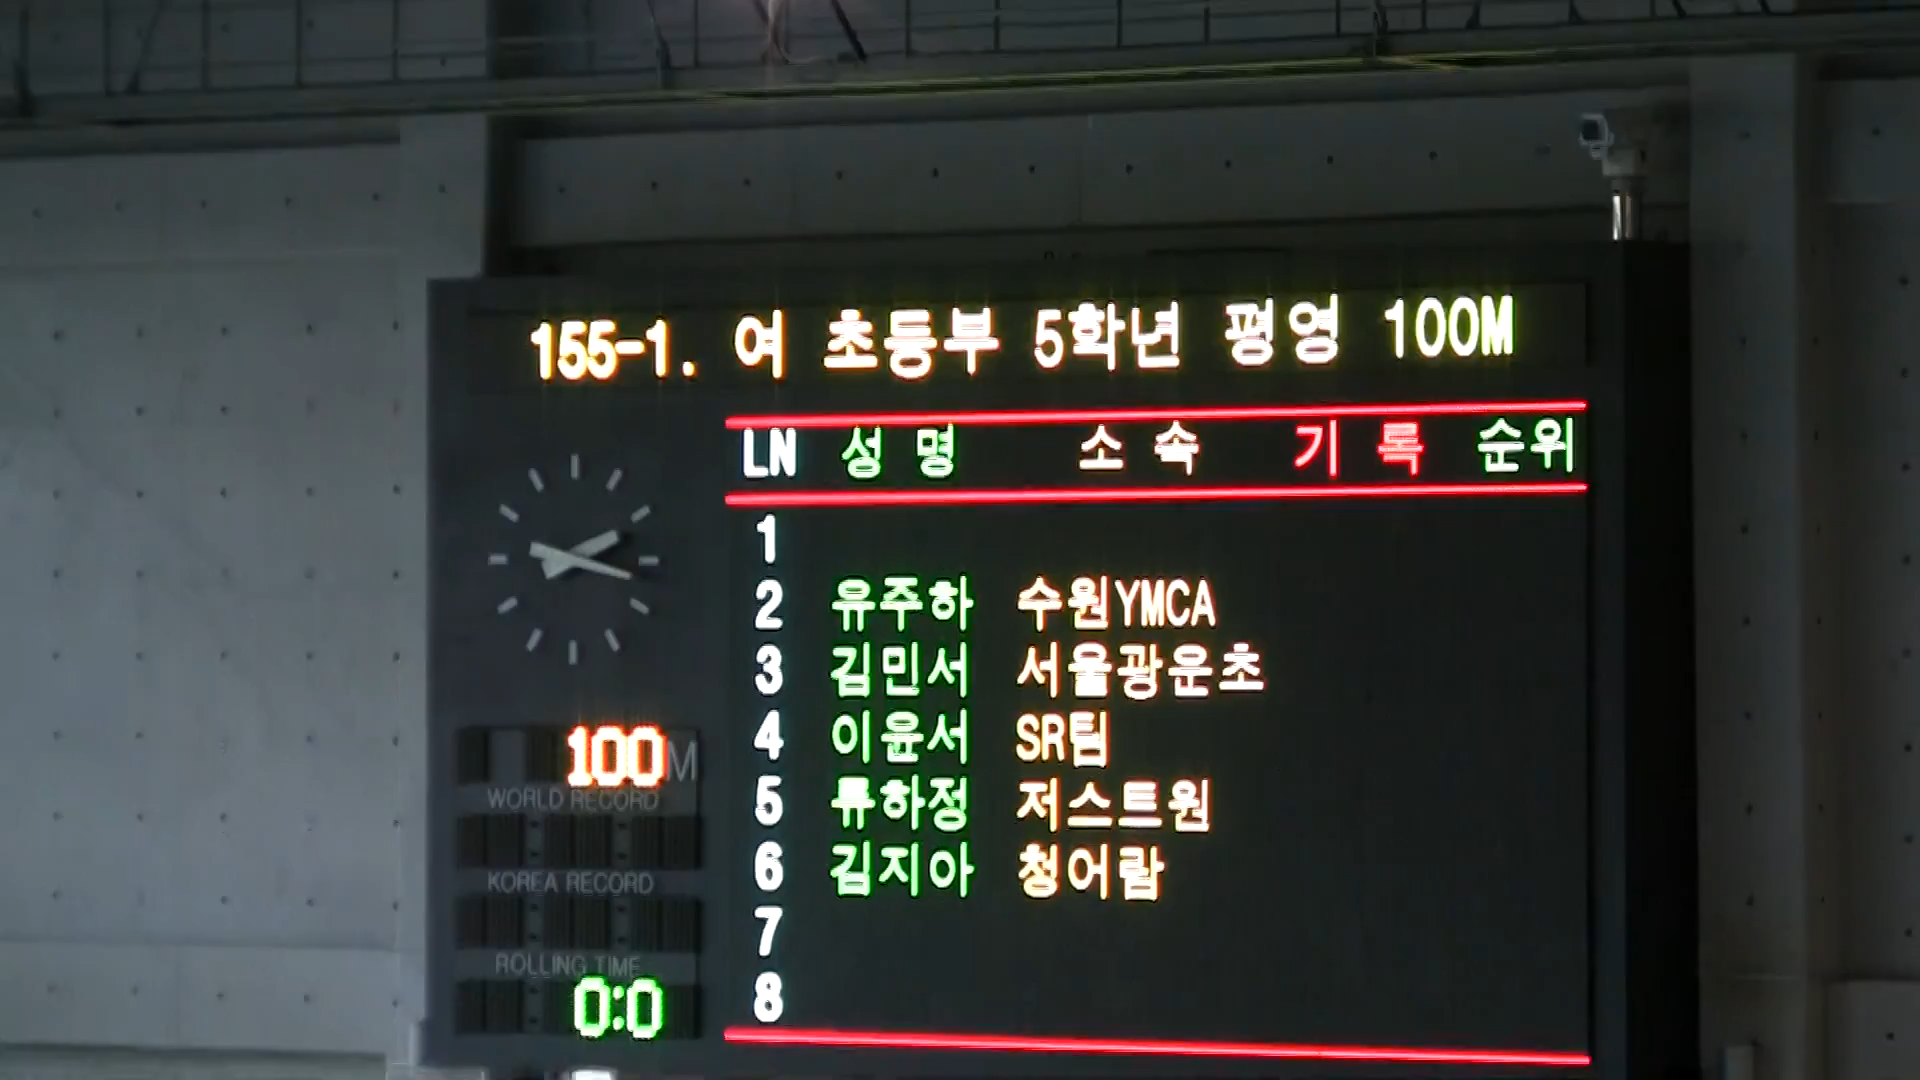 155-1. 여 초등부 5학년 평영 100M
LN 성 명 소 속 기 록 순위
1
2 유주하 수원YMCA
3 김민서 서울광운초
4 이윤서 SR팀
5 류하정 저스트원
6 김지아 청어람
7
8
100M
WORLD RECORD
KOREA RECORD
ROLLING TIME
0:0